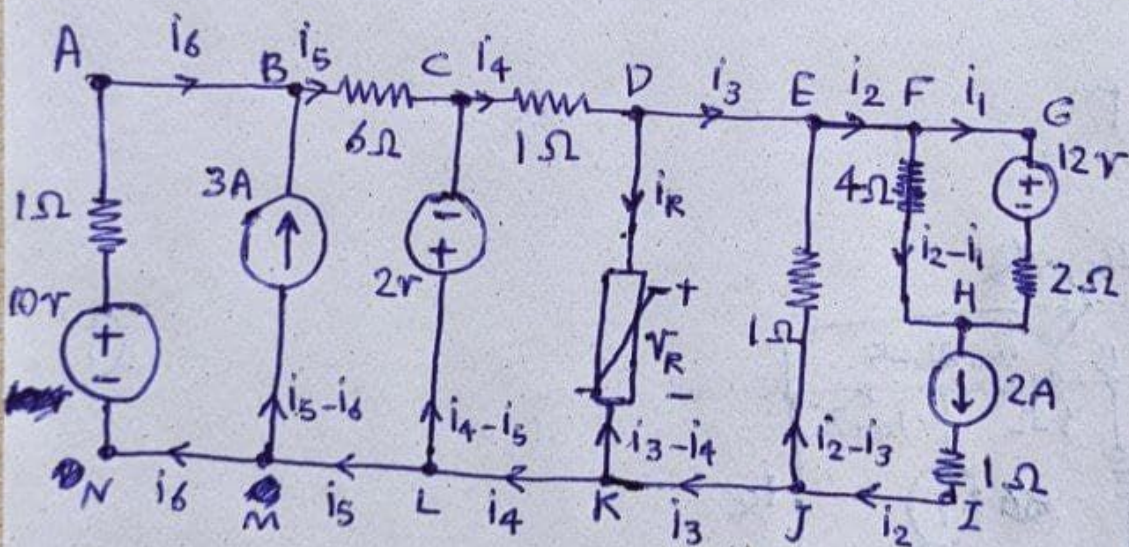 A i6 B i5 C i4 D i3 E i2 F i1 G
6Ω 1Ω 4Ω 12v
+
-
1Ω 3A - iR i2-i1
+ 2v + H 2Ω
10v 1Ω
+ vR
- - 2A
i5-i6 i4-i5 i3-i4 i2-i3
1Ω
N i6 M i5 L i4 K i3 J i2 I